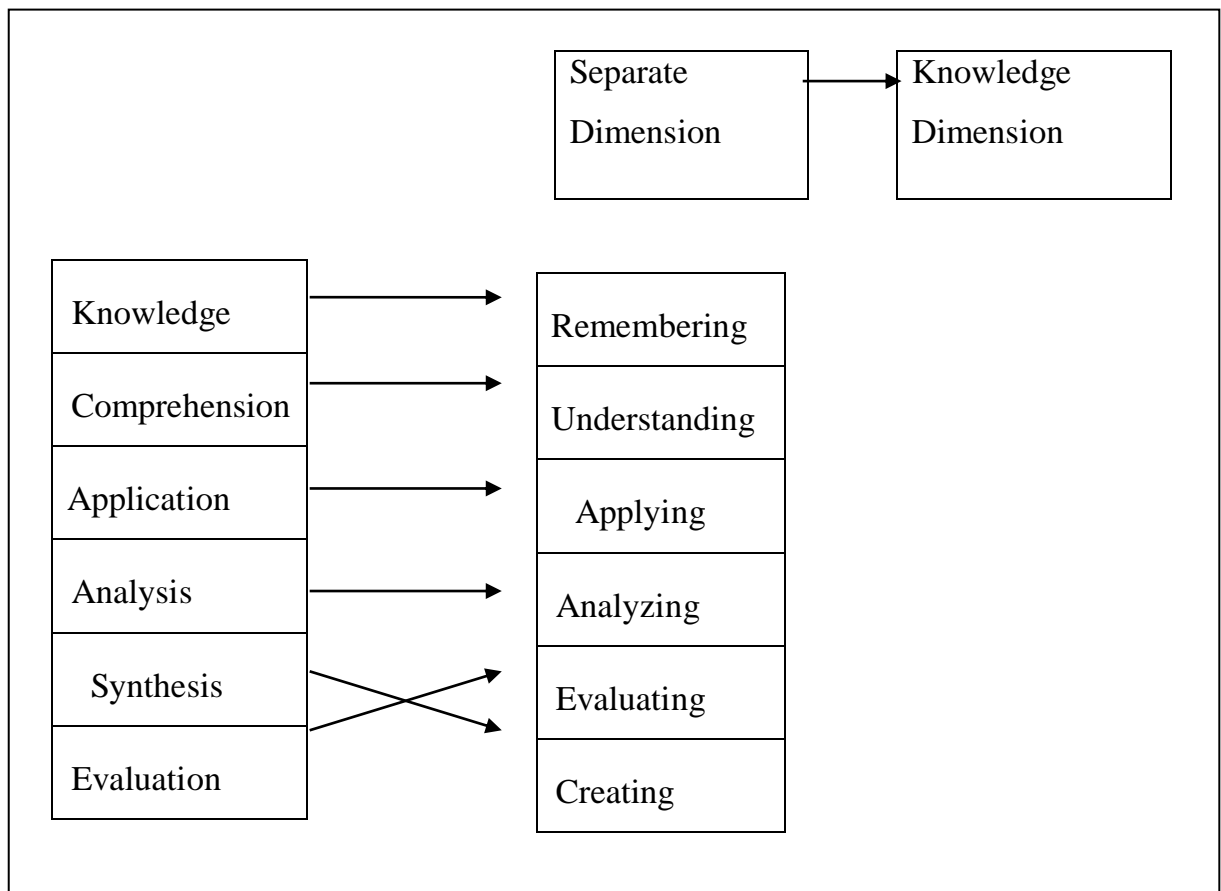 Separate
Dimension
Knowledge
Dimension
Knowledge
Comprehension
Application
Analysis
Synthesis
Evaluation
Remembering
Understanding
Applying
Analyzing
Evaluating
Creating